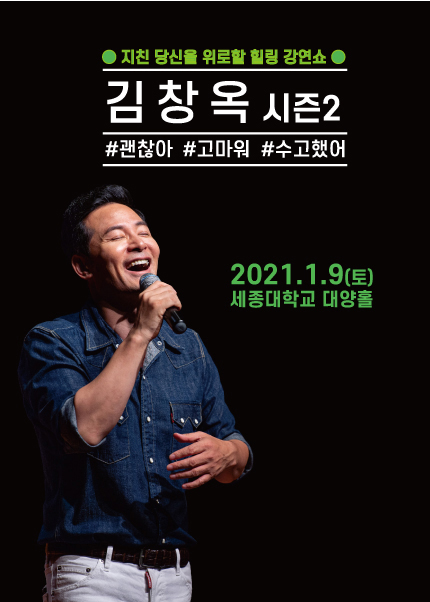 지친 당신을 위로할 힐링 강연쇼
김창옥 시즌2
#괜찮아 #고마워 #수고했어
2021.1.9(토)
세종대학교 대양홀